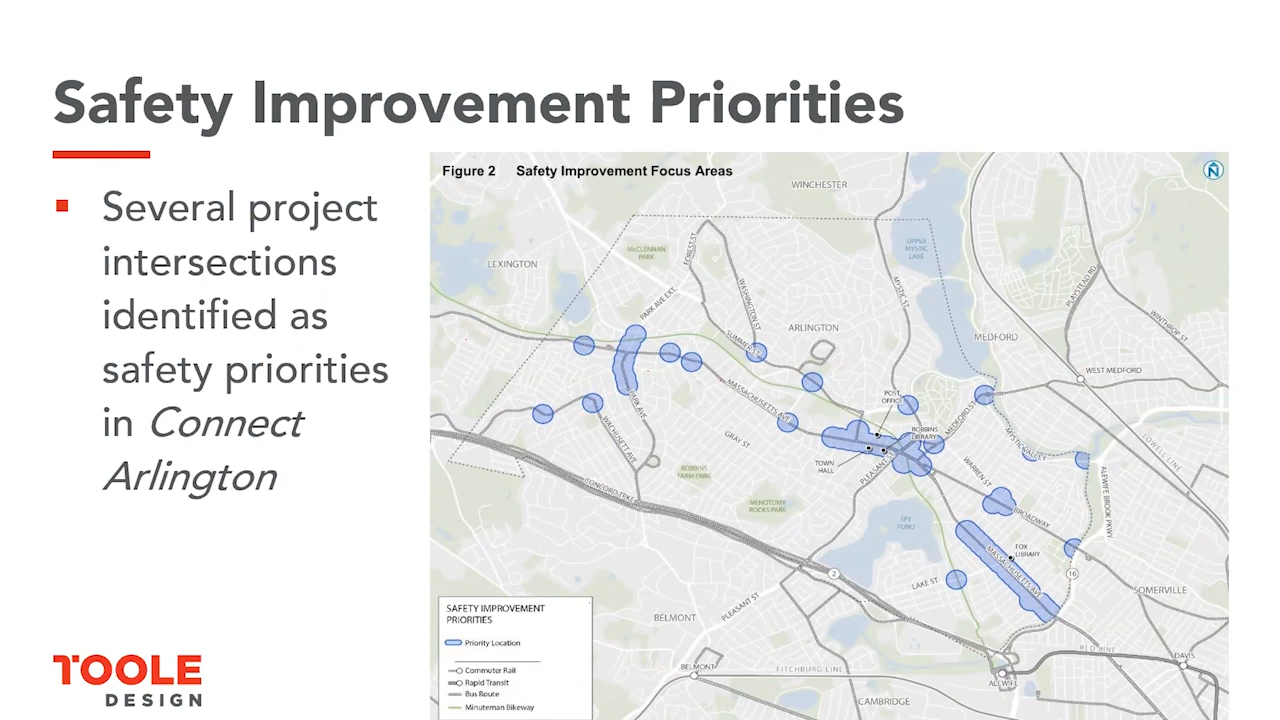 Safety Improvement Priorities
Several project
intersections
identified as
safety priorities
in Connect
Arlington
TOOLE
DESIGN
Figure 2 Safety Improvement Focus Areas
N
WINCHESTER
LEXINGTON
MCCLENNAN
PARK
FOREST ST
UPPER
MYSTIC
LAKE
PARK AVE EXT.
WASHINGTON ST
MYSTIC ST
PLAYSTEAD RD
WINTHROP ST
ARLINGTON
SUMMER ST
MEDFORD
WEST MEDFORD
MASSACHUSETTS AVE
PARK AVE
POST
OFFICE
MEDFORD ST
ROBBINS
LIBRARY
WACHUSETT AVE
GRAY ST
TOWN
HALL
PLEASANT ST
MYSTIC VALLEY
LOWELL LINE
ROBBINS
FARM PARK
WARREN ST
CONCORD TPKE
MENOTOMY
ROCKS PARK
ALEWIFE BROOK PKWY
BROADWAY
SPY
POND
FOX
LIBRARY
MASSACHUSETTS AVE
2
16
LAKE ST
SOMERVILLE
PLEASANT ST
BELMONT
RED LINE
DAVIS
BELMONT
FITCHBURG LINE
ALEWIFE
CAMBRIDGE
SAFETY IMPROVEMENT
PRIORITIES
Priority Location
Commuter Rail
Rapid Transit
Bus Route
Minuteman Bikeway